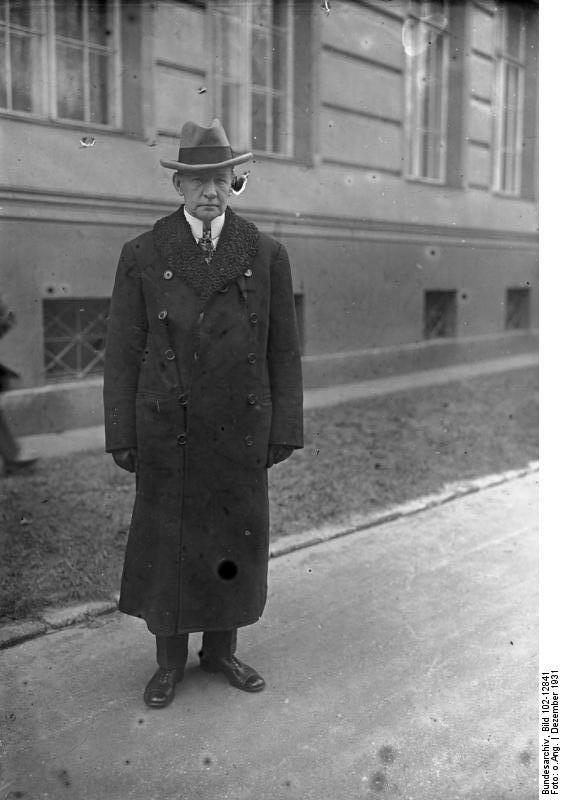 Bundesarchiv, Bild 102-12841
Foto: o.Ang. | Dezember 1931